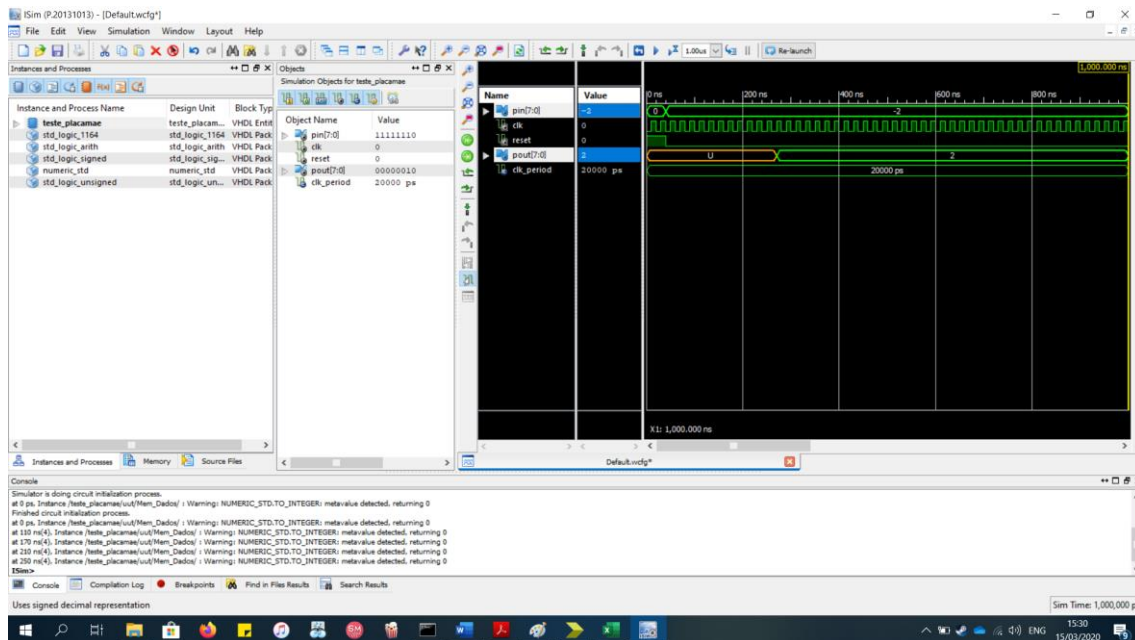 ISim (P.20131013) - [Default.wcfg*]
File Edit View Simulation Window Layout Help
1.00us Re-launch
Instances and Processes
Instance and Process Name Design Unit Block Typ
teste_placamae teste_placam... VHDL Entit
std_logic_1164 std_logic_1164 VHDL Pack
std_logic_arith std_logic_arith VHDL Pack
std_logic_signed std_logic_sig... VHDL Pack
numeric_std numeric_std VHDL Pack
std_logic_unsigned std_logic_un... VHDL Pack
Objects
Simulation Objects for teste_placamae
Object Name Value
pin[7:0] 11111110
clk 0
reset 0
pout[7:0] 00000010
clk_period 20000 ps
1,000.000 ns
Name Value 0 ns 200 ns 400 ns 600 ns 800 ns
pin[7:0] -2 0 -2
clk 0
reset 0
pout[7:0] 2 U 2
clk_period 20000 ps 20000 ps
X1: 1,000.000 ns
Instances and Processes Memory Source Files
Default.wcfg*
Console
Simulator is doing circuit initialization process.
at 0 ps, Instance /teste_placamae/uut/Mem_Dados/ : Warning: NUMERIC_STD.TO_INTEGER: metavalue detected, returning 0
Finished circuit initialization process.
at 0 ps, Instance /teste_placamae/uut/Mem_Dados/ : Warning: NUMERIC_STD.TO_INTEGER: metavalue detected, returning 0
at 110 ns(4), Instance /teste_placamae/uut/Mem_Dados/ : Warning: NUMERIC_STD.TO_INTEGER: metavalue detected, returning 0
at 170 ns(4), Instance /teste_placamae/uut/Mem_Dados/ : Warning: NUMERIC_STD.TO_INTEGER: metavalue detected, returning 0
at 210 ns(4), Instance /teste_placamae/uut/Mem_Dados/ : Warning: NUMERIC_STD.TO_INTEGER: metavalue detected, returning 0
at 250 ns(4), Instance /teste_placamae/uut/Mem_Dados/ : Warning: NUMERIC_STD.TO_INTEGER: metavalue detected, returning 0
ISim>
Console Compilation Log Breakpoints Find in Files Results Search Results
Uses signed decimal representation
Sim Time: 1,000,000 p
ENG
15:30
15/03/2020